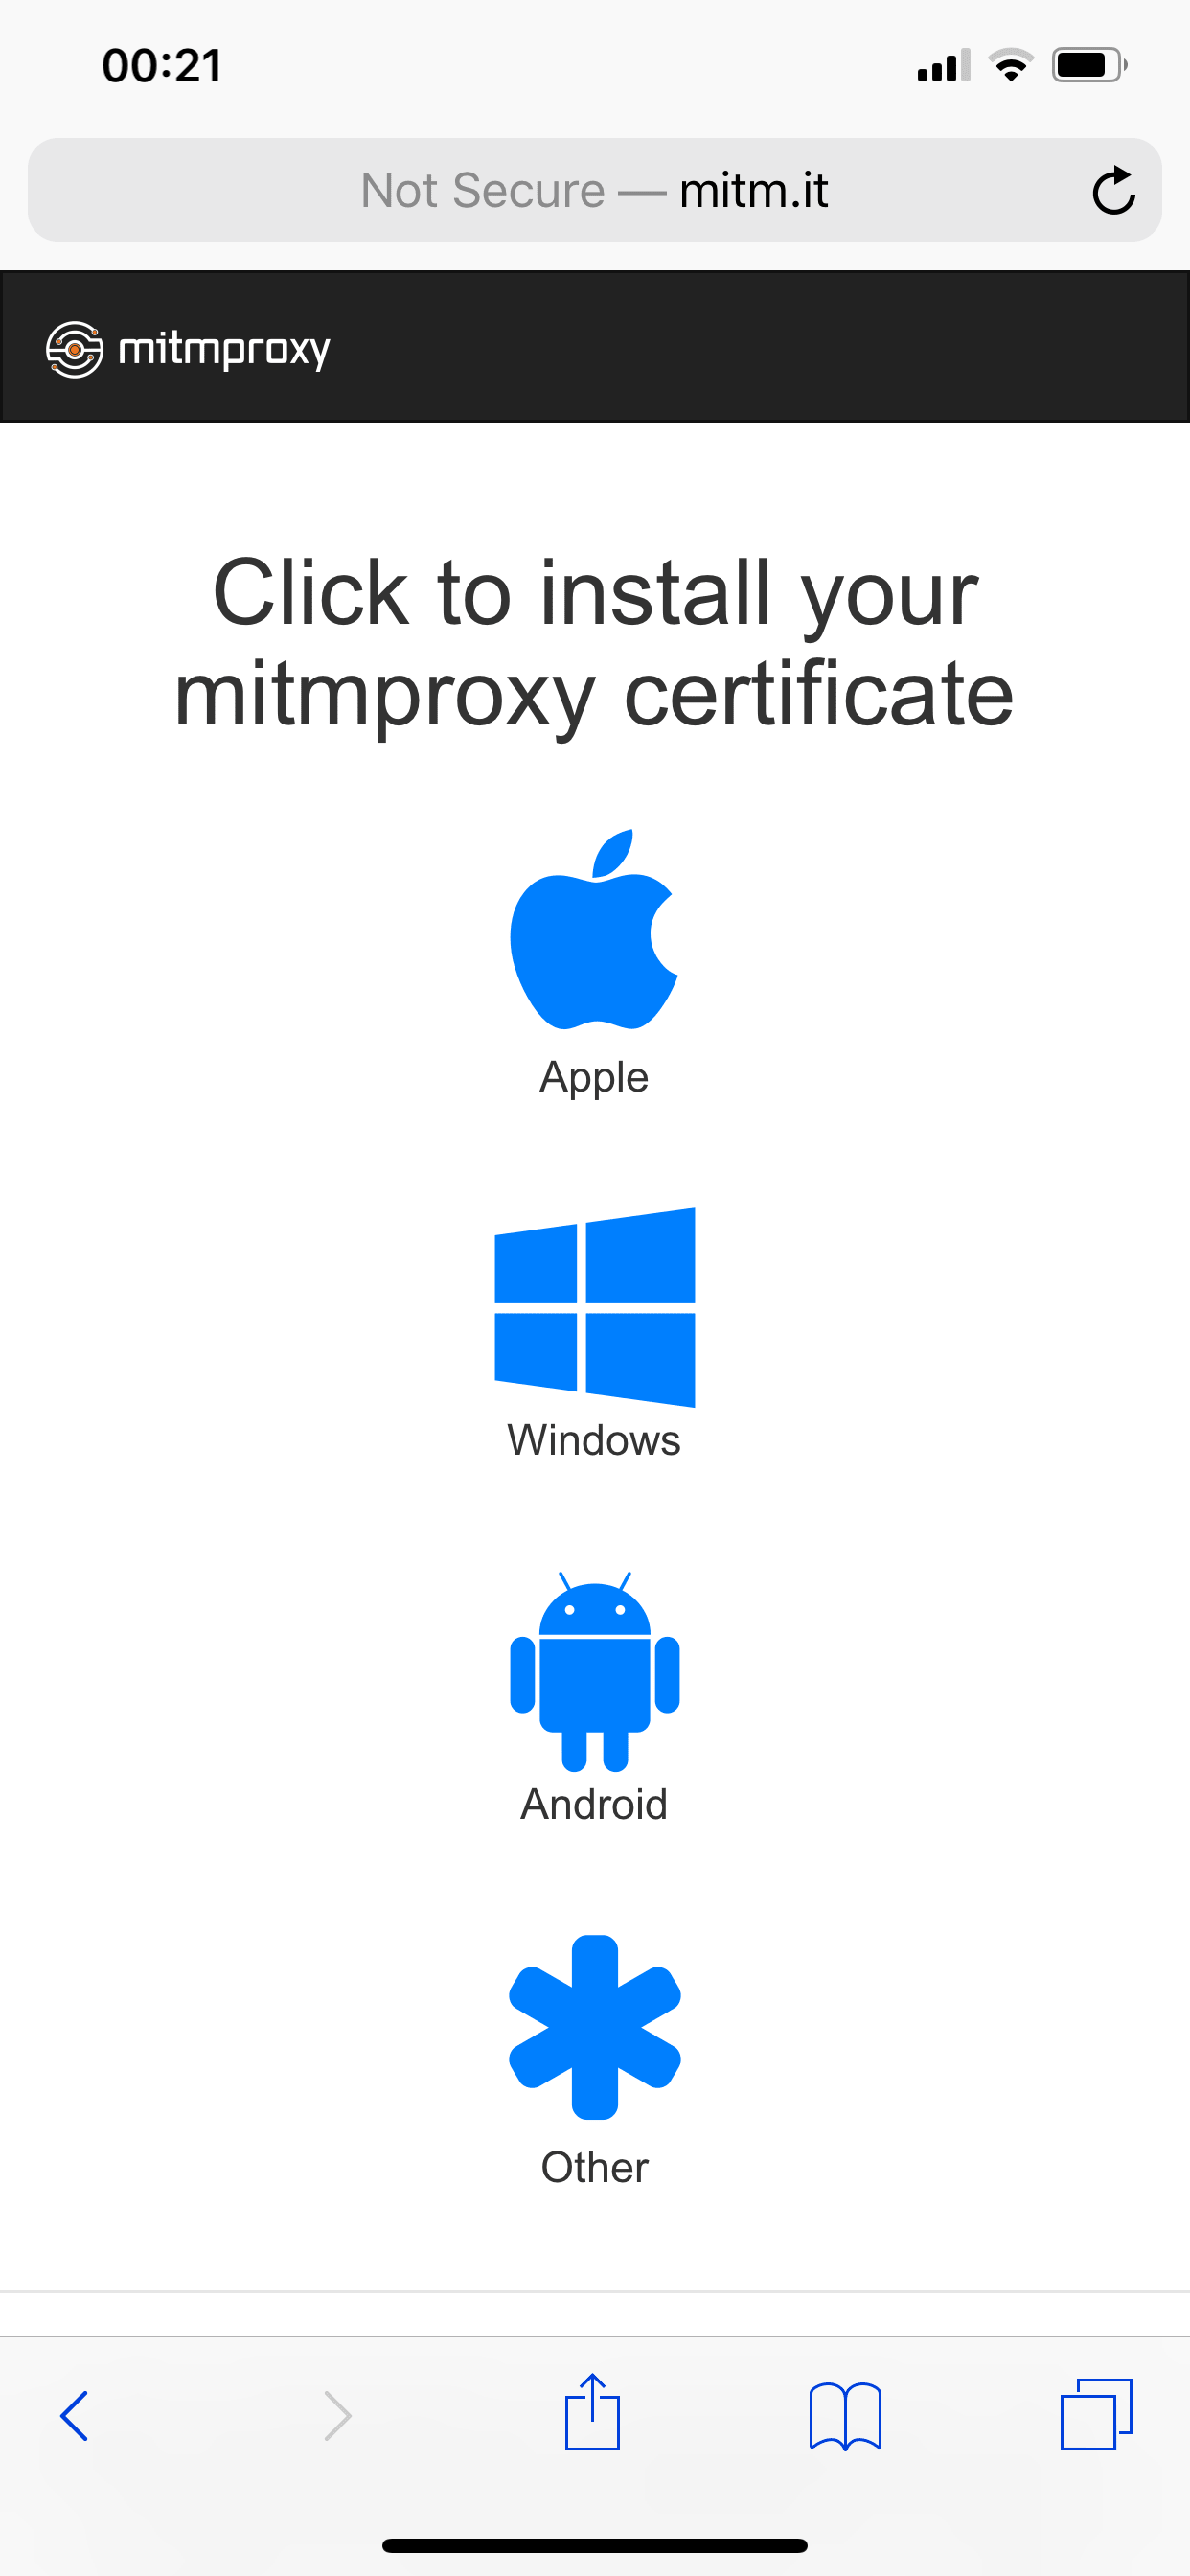 00:21
Not Secure — mitm.it
mitmproxy
Click to install your
mitmproxy certificate
Apple
Windows
Android
Other